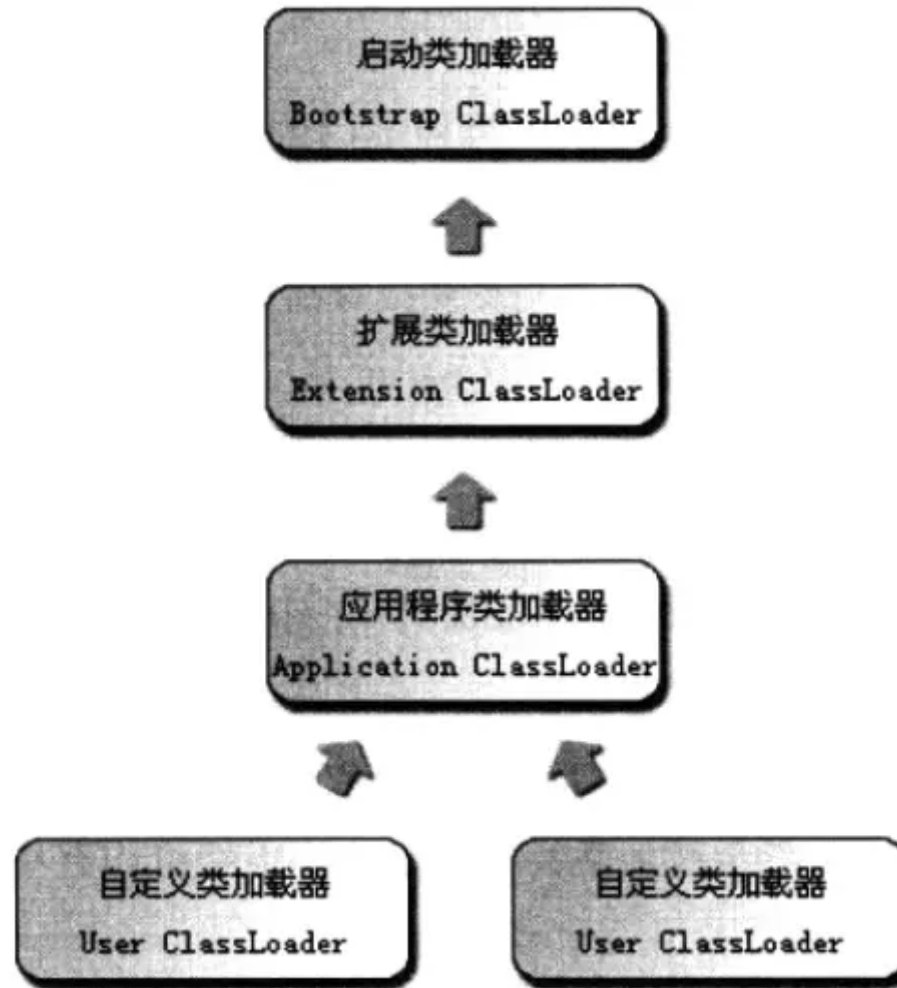 启动类加载器
Bootstrap ClassLoader
扩展类加载器
Extension ClassLoader
应用程序类加载器
Application ClassLoader
自定义类加载器
User ClassLoader
自定义类加载器
User ClassLoader